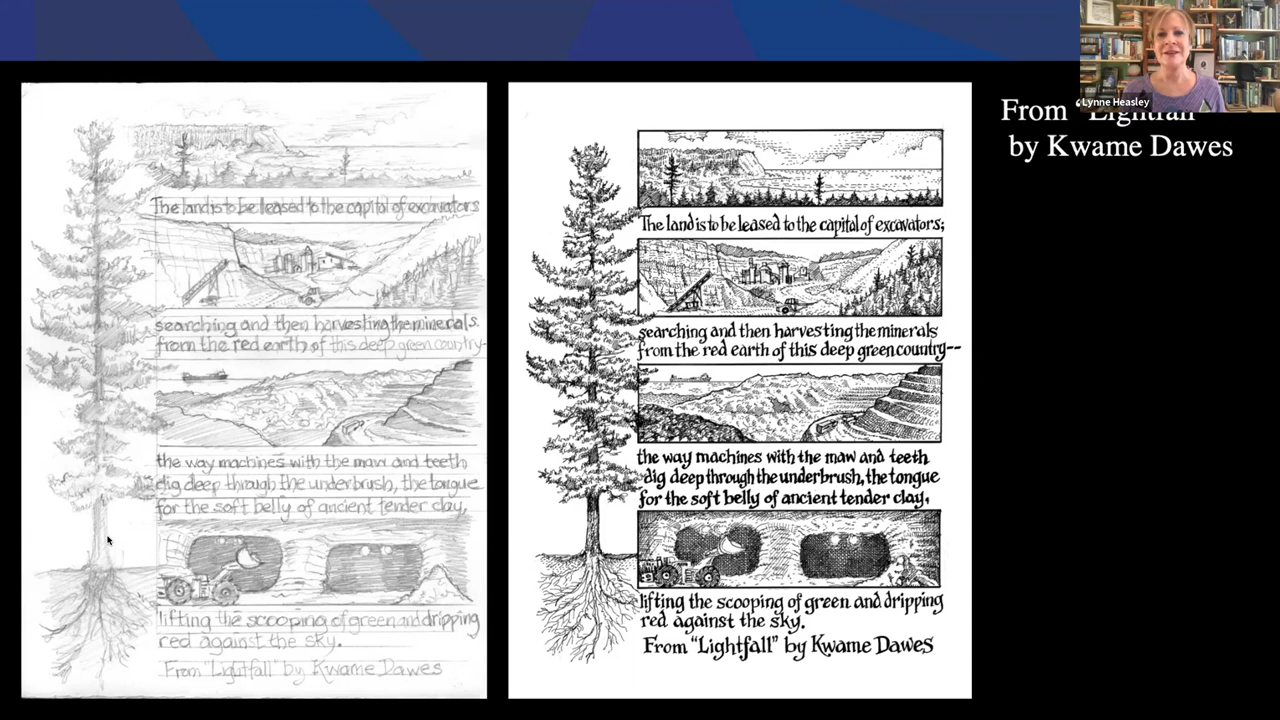 The land is to be leased to the capital of excavators
searching and then harvesting the minerals.
from the red earth of this deep green country-
the way machines with the maw and teeth
dig deep through the underbrush, the tongue
for the soft belly of ancient tender clay,
lifting the scooping of green and dripping
red against the sky.
From "Lightfall" by Kwame Dawes
The land is to be leased to the capital of excavators;
searching and then harvesting the minerals
from the red earth of this deep green country--
the way machines with the maw and teeth
dig deep through the underbrush, the tongue
for the soft belly of ancient tender clay,
lifting the scooping of green and dripping
red against the sky.
From "Lightfall" by Kwame Dawes
Lynne Heasley
From "Lightfall"
by Kwame Dawes